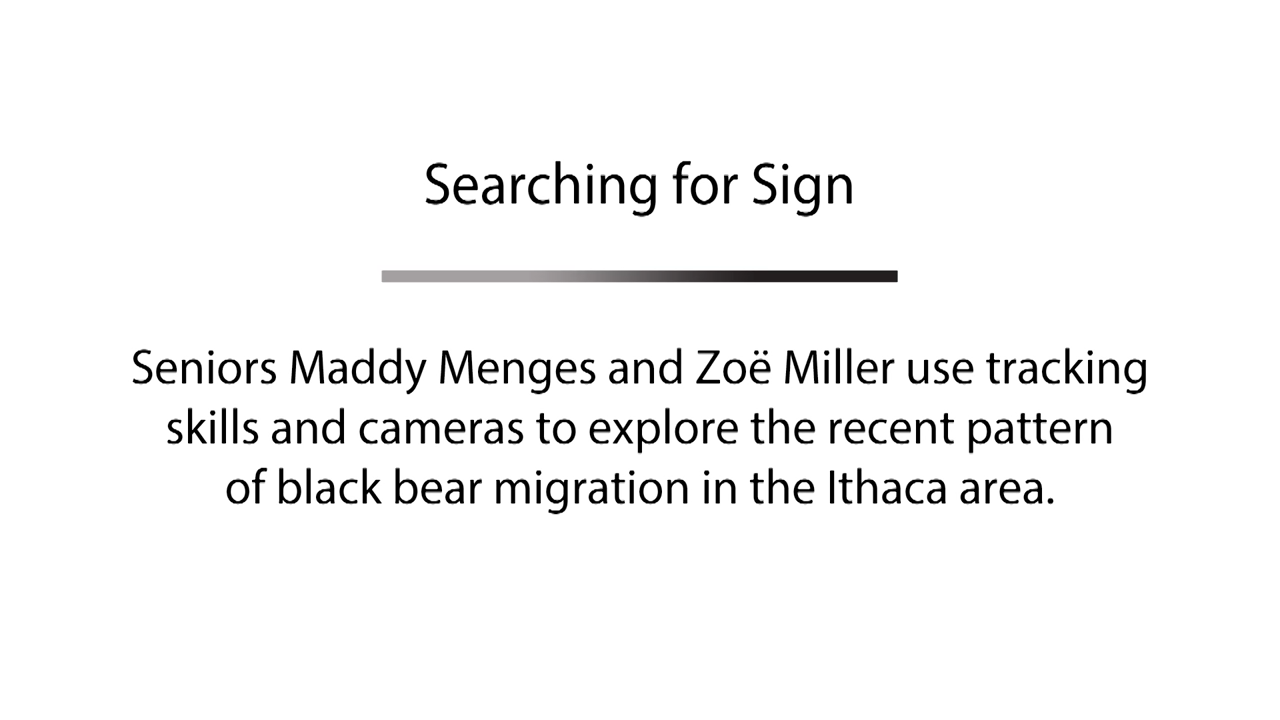 Searching for Sign
Seniors Maddy Menges and Zoë Miller use tracking
skills and cameras to explore the recent pattern
of black bear migration in the Ithaca area.